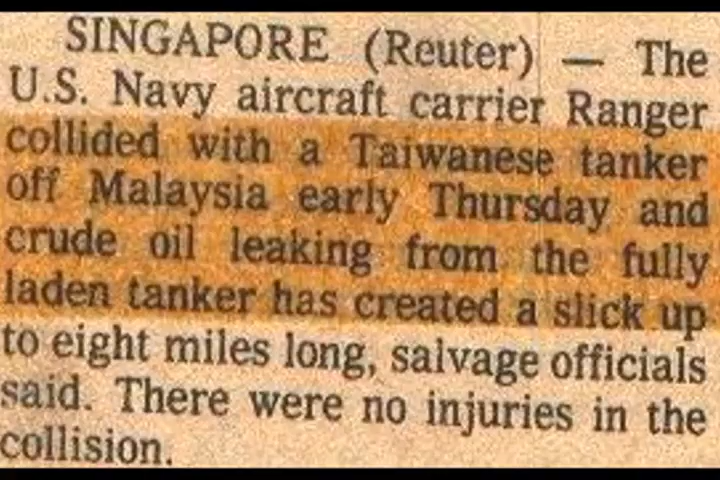 SINGAPORE (Reuter) — The
U.S. Navy aircraft carrier Ranger
collided with a Taiwanese tanker
off Malaysia early Thursday and
crude oil leaking from the fully
laden tanker has created a slick up
to eight miles long, salvage officials
said. There were no injuries in the
collision.